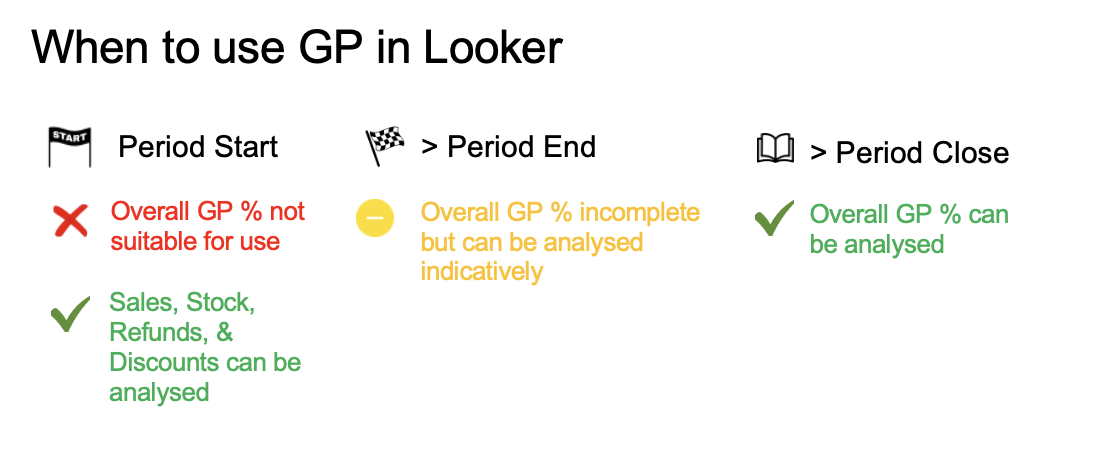 When to use GP in Looker
START
Period Start
Overall GP % not
suitable for use
Sales, Stock,
Refunds, &
Discounts can be
analysed
> Period End
Overall GP % incomplete
but can be analysed
indicatively
> Period Close
Overall GP % can
be analysed